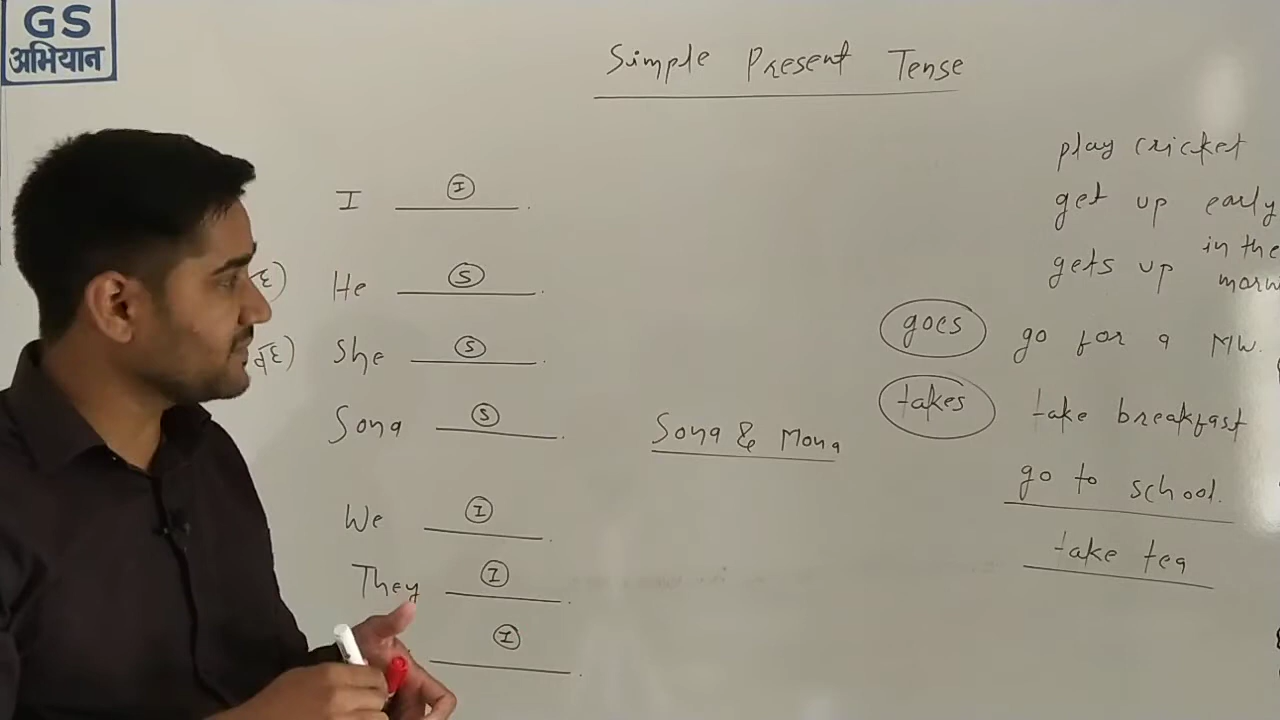 GS
अभियान
Simple Present Tense
I ① I .
He Ⓢ .
She Ⓢ .
Sona Ⓢ .
We I .
They I .
I .
Sona & Mona
play cricket
get up early
in the
gets up
goes go for a MW.
takes take breakfast
go to school.
take tea